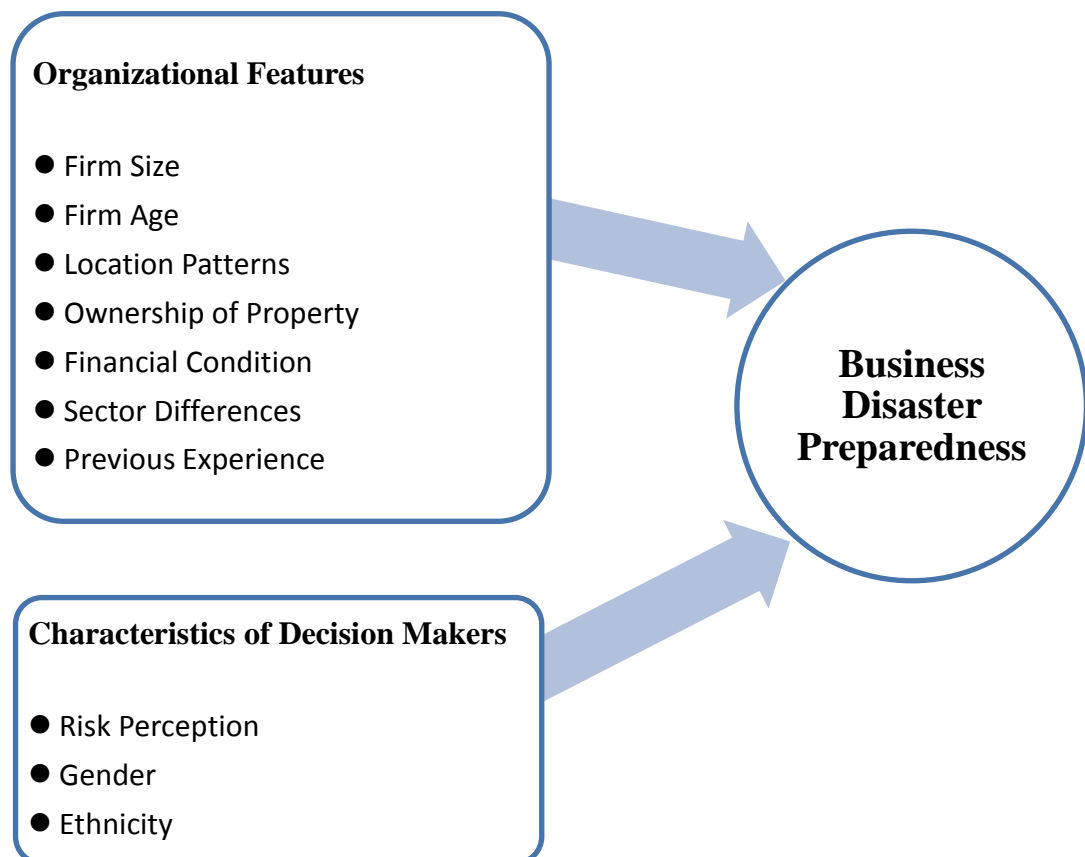 Organizational Features
● Firm Size
● Firm Age
● Location Patterns
● Ownership of Property
● Financial Condition
● Sector Differences
● Previous Experience
Business
Disaster
Preparedness
Characteristics of Decision Makers
● Risk Perception
● Gender
● Ethnicity